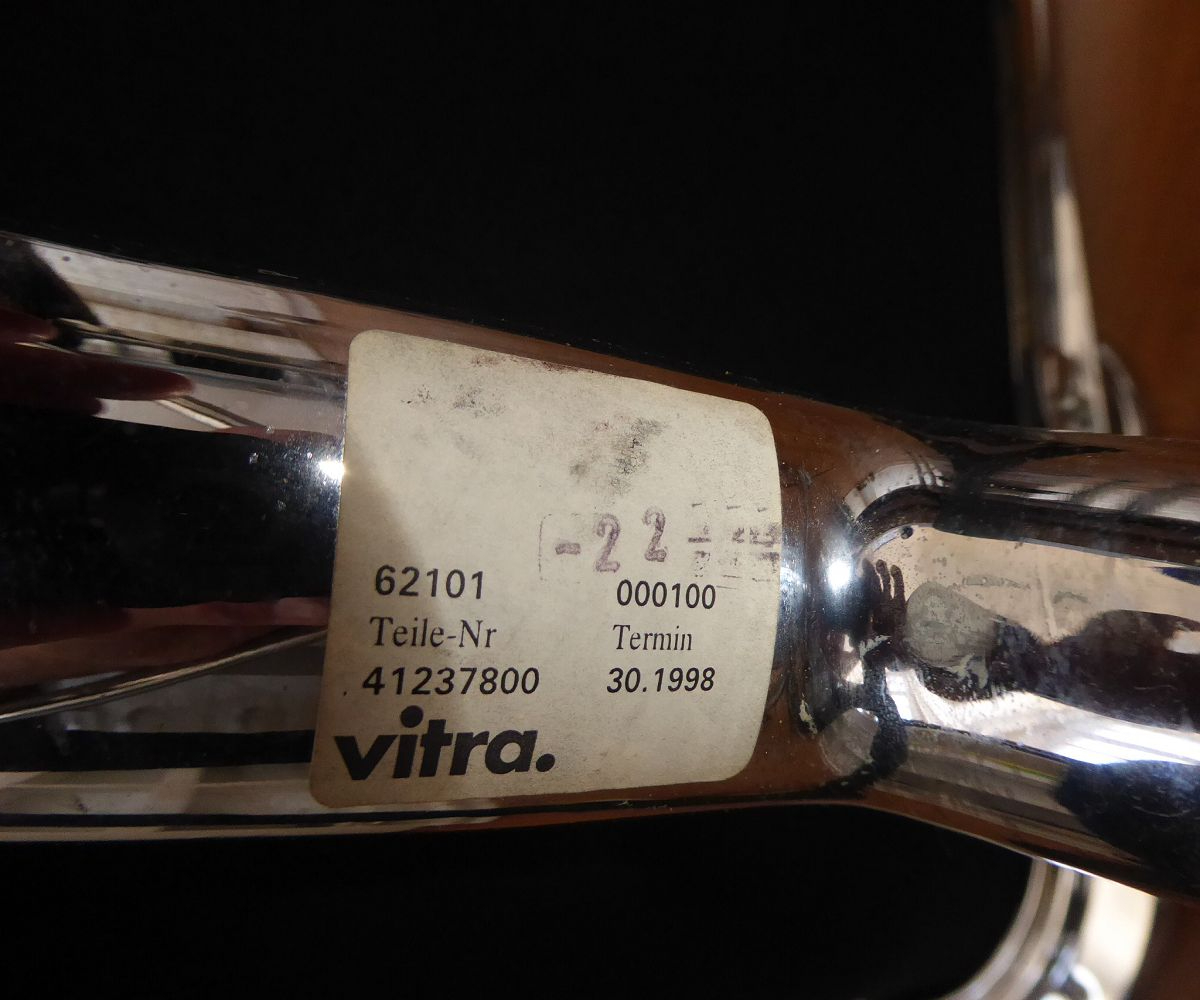 -22
62101 000100
Teile-Nr Termin
41237800 30.1998
vitra.